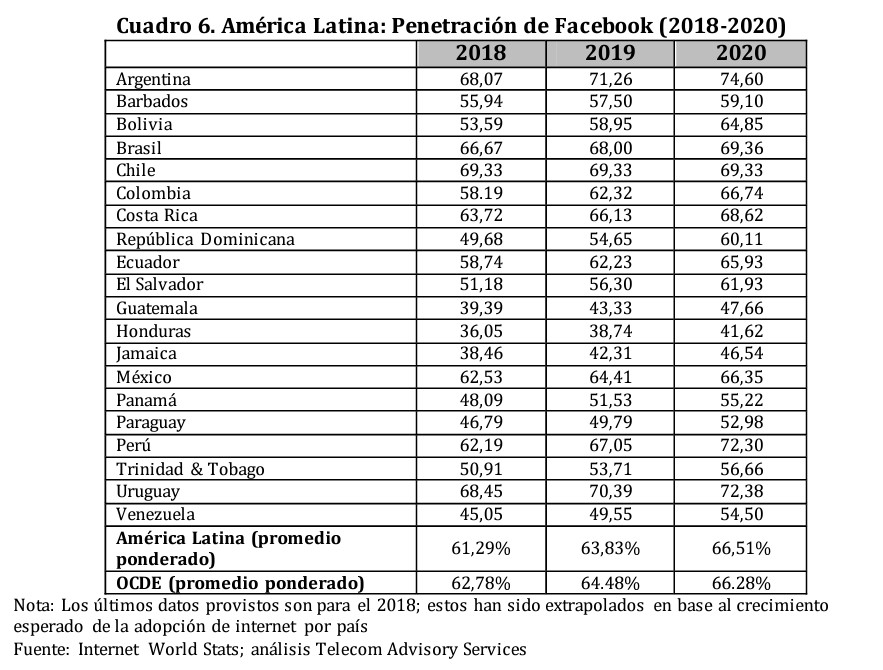 Cuadro 6. América Latina: Penetración de Facebook (2018-2020)
2018 2019 2020
Argentina 68,07 71,26 74,60
Barbados 55,94 57,50 59,10
Bolivia 53,59 58,95 64,85
Brasil 66,67 68,00 69,36
Chile 69,33 69,33 69,33
Colombia 58.19 62,32 66,74
Costa Rica 63,72 66,13 68,62
República Dominicana 49,68 54,65 60,11
Ecuador 58,74 62,23 65,93
El Salvador 51,18 56,30 61,93
Guatemala 39,39 43,33 47,66
Honduras 36,05 38,74 41,62
Jamaica 38,46 42,31 46,54
México 62,53 64,41 66,35
Panamá 48,09 51,53 55,22
Paraguay 46,79 49,79 52,98
Perú 62,19 67,05 72,30
Trinidad & Tobago 50,91 53,71 56,66
Uruguay 68,45 70,39 72,38
Venezuela 45,05 49,55 54,50
América Latina (promedio
ponderado) 61,29% 63,83% 66,51%
OCDE (promedio ponderado) 62,78% 64.48% 66.28%
Nota: Los últimos datos provistos son para el 2018; estos han sido extrapolados en base al crecimiento
esperado de la adopción de internet por país
Fuente: Internet World Stats; análisis Telecom Advisory Services